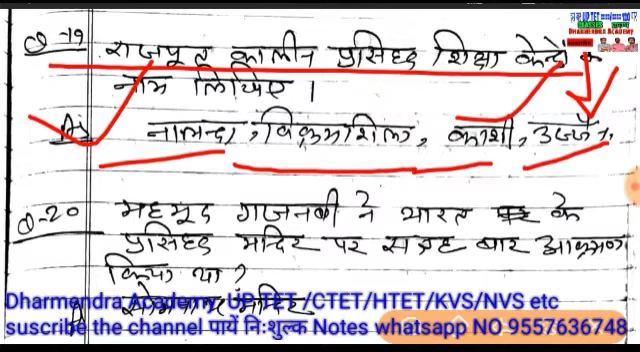 Q-19 राजपूत कालीन प्रसिध्द शिक्षा केन्द्रों के
नाम लिखिए ।
नालन्दा, विक्रमशिला, काशी, उज्जैन,
Q-20 महमूद गजनबी ने भारत के
प्रसिध्द मंदिर पर सत्रह बार आक्रमण
किया था ?
सोमनाथ मंदिर
DHARMENDRA ACADEMY
Dharmendra Academy UPTET /CTET/HTET/KVS/NVS etc
suscribe the channel पायें निःशुल्क Notes whatsapp NO 9557636748